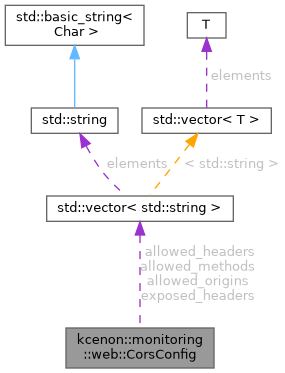 std::basic_string<
Char >
T
elements
std::string
std::vector< T >
elements
< std::string >
std::vector< std::string >
allowed_headers
allowed_methods
allowed_origins
exposed_headers
kcenon::monitoring
::web::CorsConfig